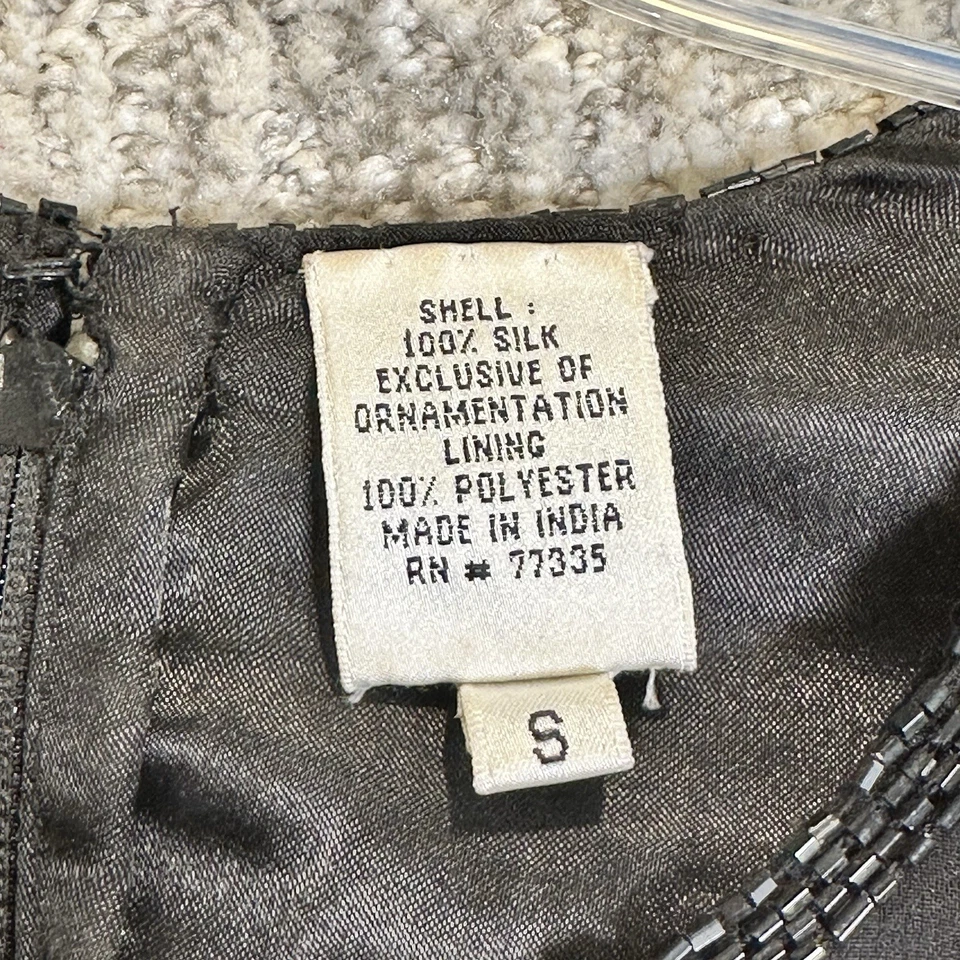 SHELL :
100% SILK
EXCLUSIVE OF
ORNAMENTATION
LINING
100% POLYESTER
MADE IN INDIA
RN # 77335
S